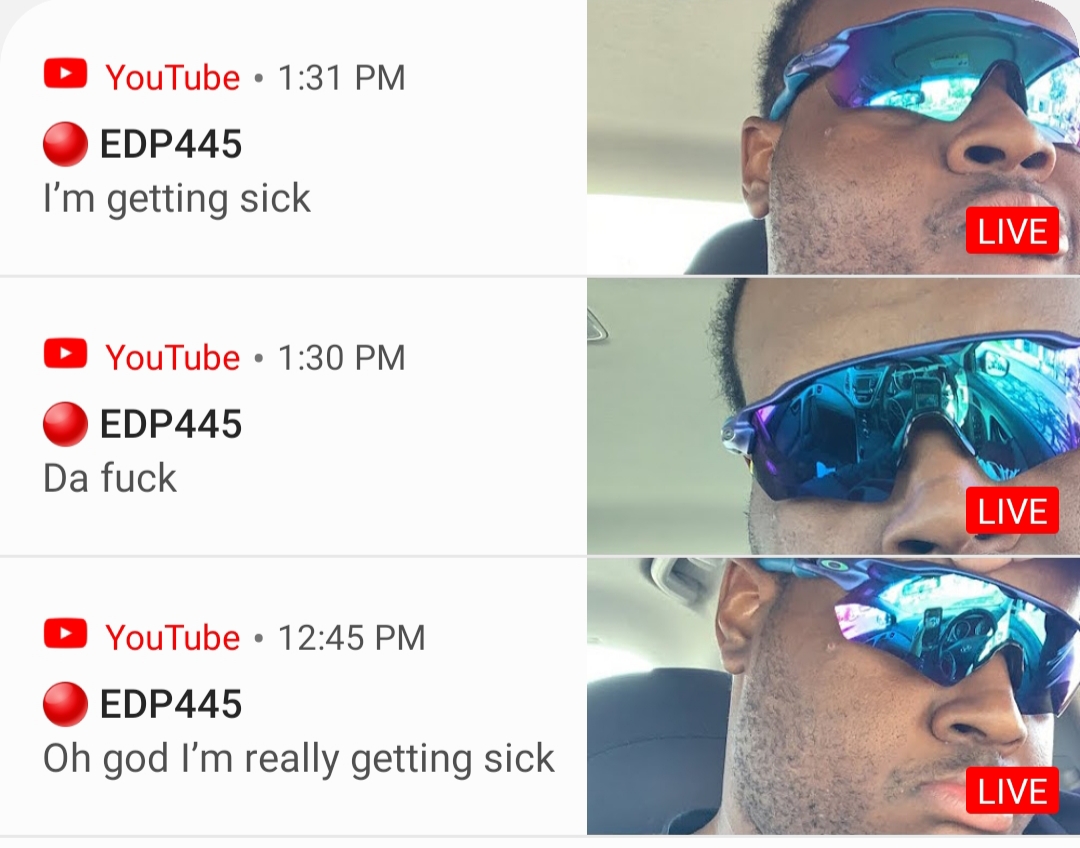 YouTube • 1:31 PM
EDP445
I’m getting sick
LIVE
YouTube • 1:30 PM
EDP445
Da fuck
LIVE
YouTube • 12:45 PM
EDP445
Oh god I’m really getting sick
LIVE